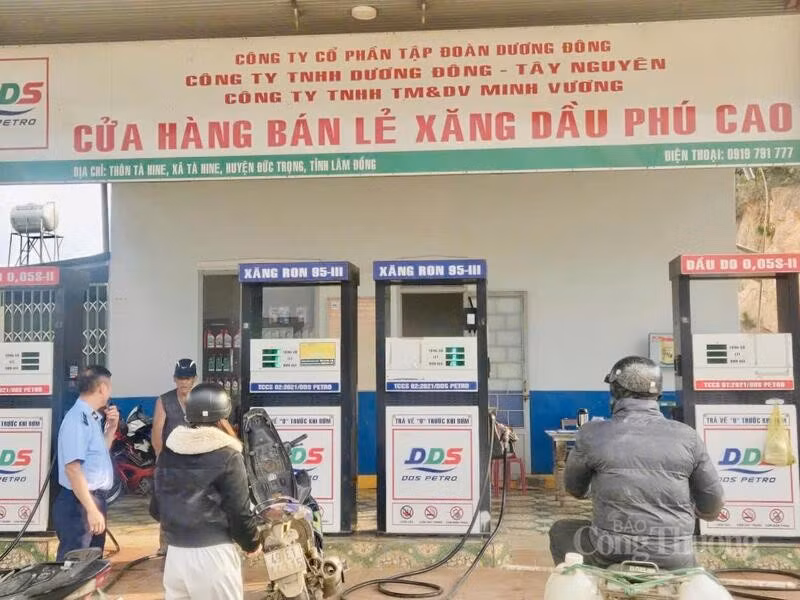 CÔNG TY CỔ PHẦN TẬP ĐOÀN DƯƠNG ĐÔNG
CÔNG TY TNHH DƯƠNG ĐÔNG - TÂY NGUYÊN
CÔNG TY TNHH TM&DV MINH VƯƠNG
DDS
PETRO
CỬA HÀNG BÁN LẺ XĂNG DẦU PHÚ CAO
ĐỊA CHỈ: THÔN TÀ HINE, XÃ TÀ HINE, HUYỆN ĐỨC TRỌNG, TỈNH LÂM ĐỒNG
ĐIỆN THOẠI: 0919 791 777
O 0,05S-II
XĂNG RON 95-III
XĂNG RON 95-III
DẦU DO 0,05S-II
TCCS 02:2021/DDS PETRO
TCCS 02:2021/DDS PETRO
TRẢ VỀ "0" TRƯỚC KHI BƠM
TRẢ VỀ "0" TRƯỚC KHI BƠM
DDS
DDS PETRO
DDS
DDS
DDS PETRO
DDS
DDS PETRO
BÁO
Công Thương